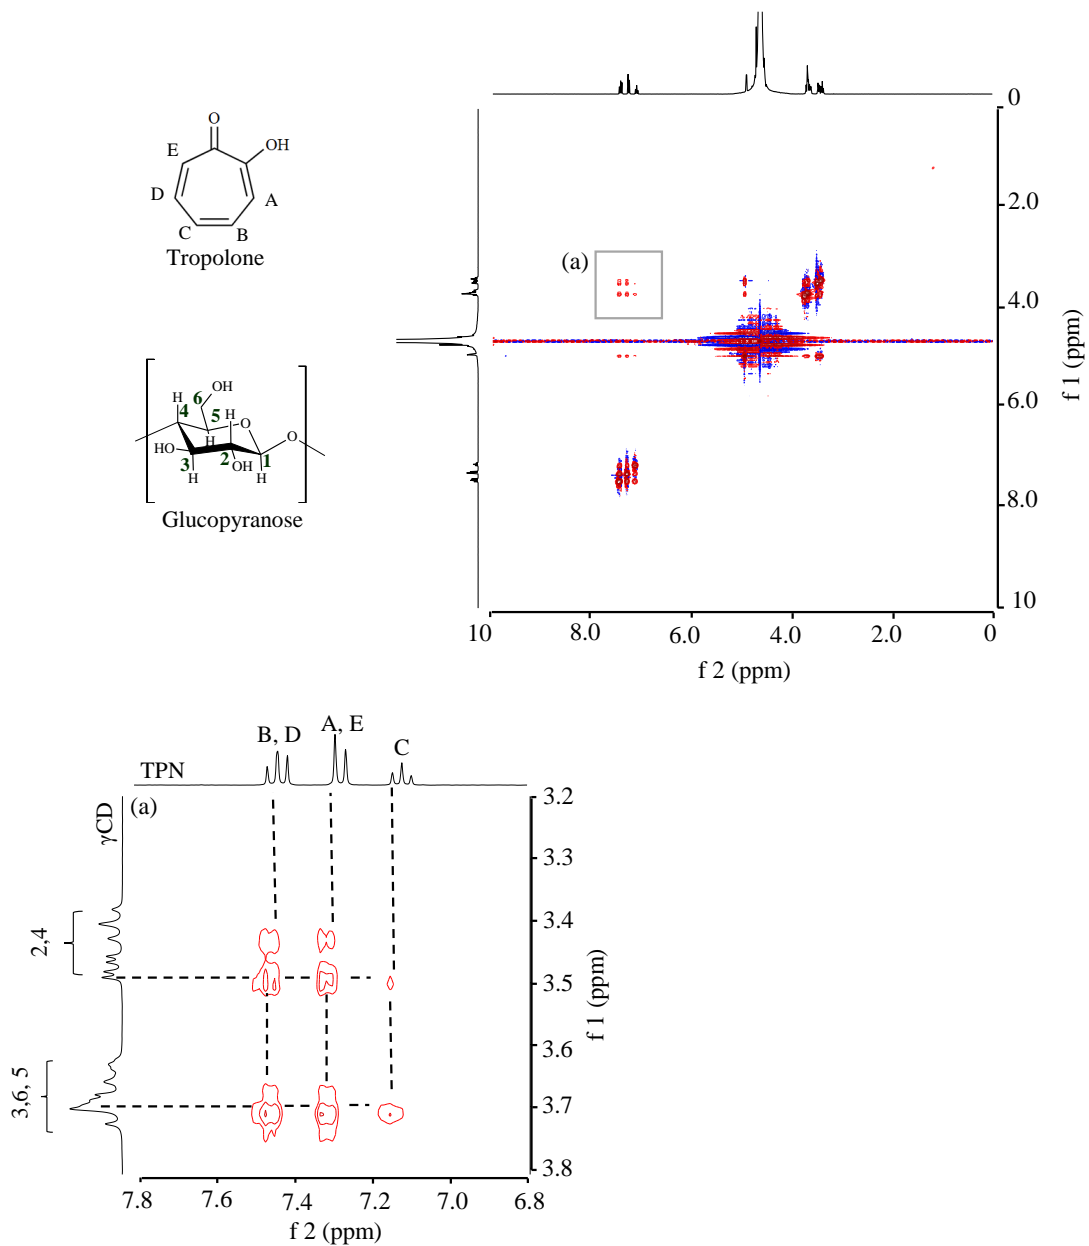 O
OH
E
D
A
C
B
Tropolone
0
2.0
4.0
6.0
8.0
10
f 1 (ppm)
(a)
10
8.0
6.0
4.0
2.0
0
f 2 (ppm)
OH
6
H
4
H
5
O
H
O
HO
2
3
OH
1
H
H
Glucopyranose
B, D
A, E
C
TPN
(a)
γCD
2,4
3,6, 5
3.2
3.3
3.4
3.5
3.6
3.7
3.8
f 1 (ppm)
7.8
7.6
7.4
7.2
7.0
6.8
f 2 (ppm)